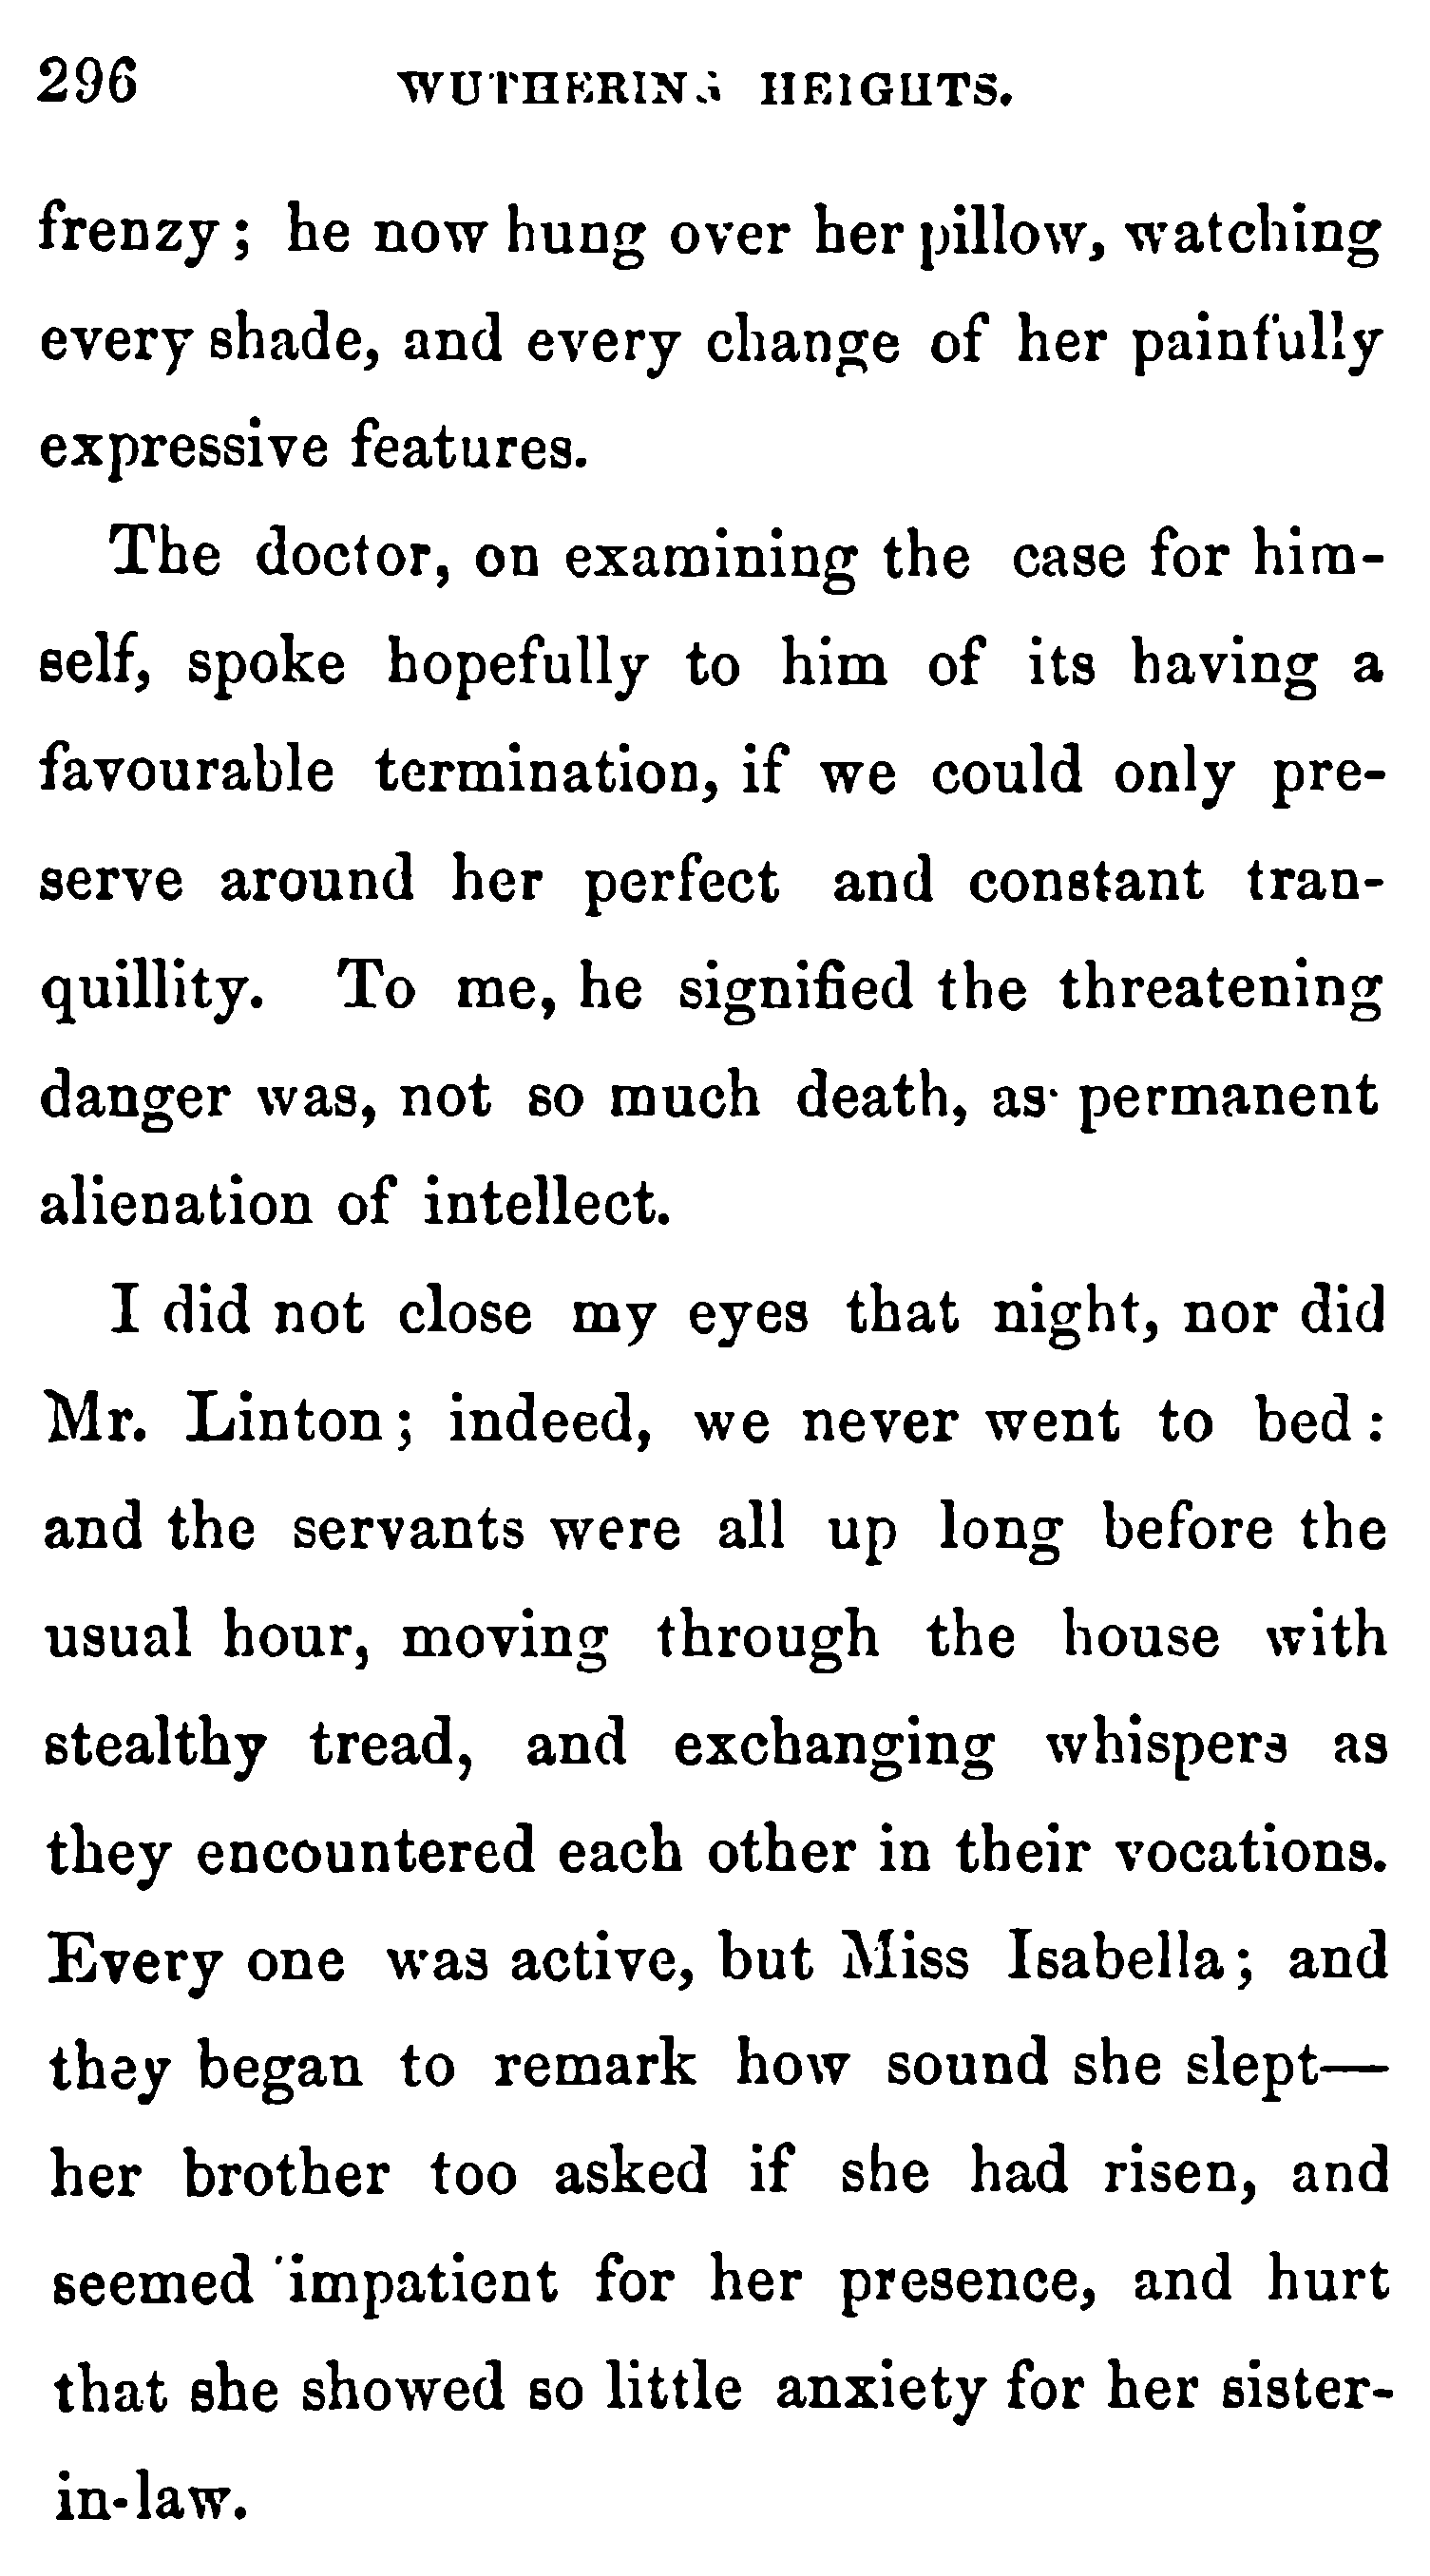 296 WUTHERING HEIGHTS.
frenzy; he now hung over her pillow, watching
every shade, and every change of her painfully
expressive features.
The doctor, on examining the case for him-
self, spoke hopefully to him of its having a
favourable termination, if we could only pre-
serve around her perfect and constant tran-
quillity. To me, he signified the threatening
danger was, not so much death, as permanent
alienation of intellect.
I did not close my eyes that night, nor did
Mr. Linton; indeed, we never went to bed:
and the servants were all up long before the
usual hour, moving through the house with
stealthy tread, and exchanging whispers as
they encountered each other in their vocations.
Every one was active, but Miss Isabella; and
they began to remark how sound she slept—
her brother too asked if she had risen, and
seemed impatient for her presence, and hurt
that she showed so little anxiety for her sister-
in-law.